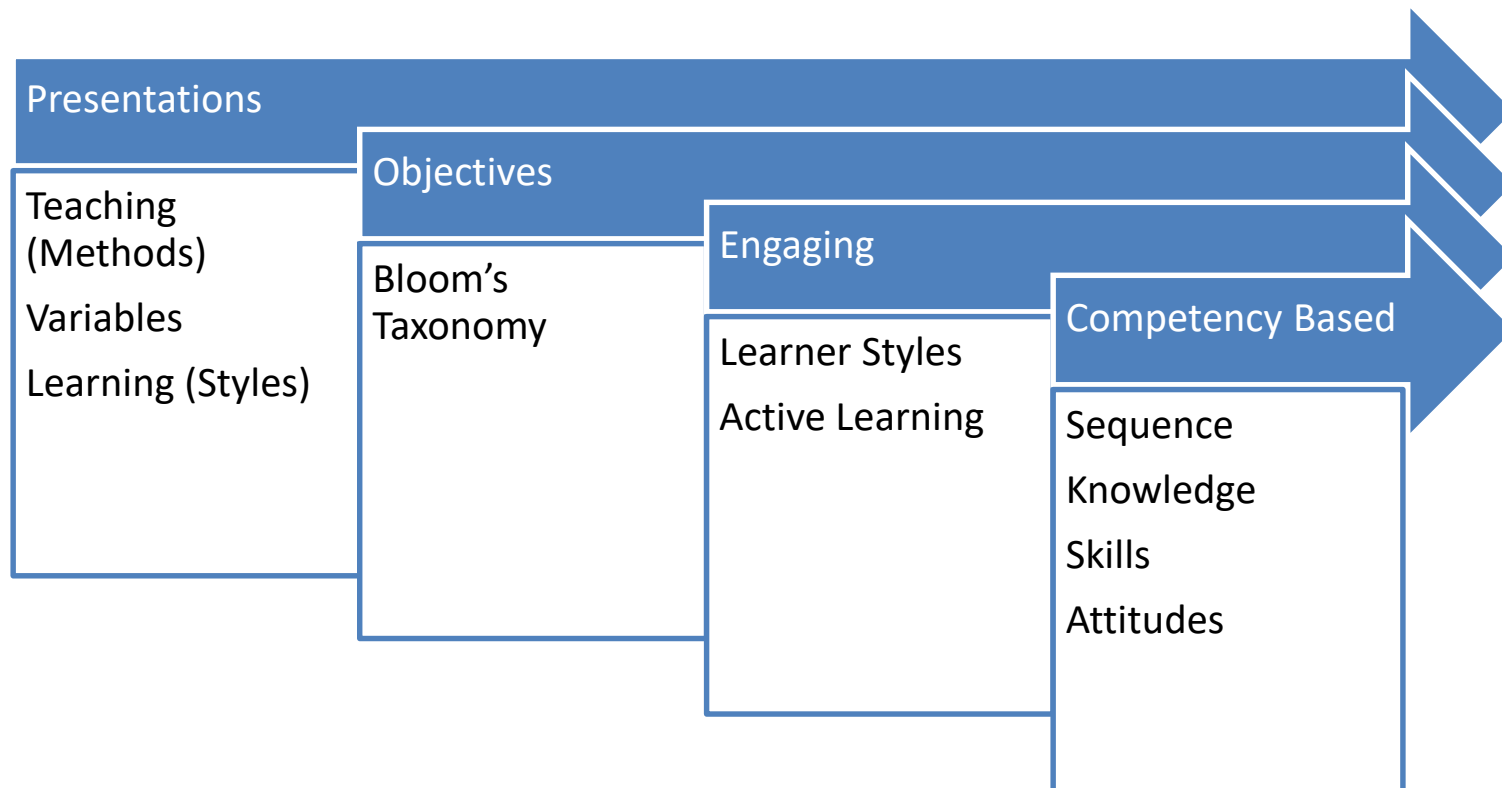 Presentations
Teaching
(Methods)
Variables
Learning (Styles)
Objectives
Bloom’s
Taxonomy
Engaging
Learner Styles
Active Learning
Competency Based
Sequence
Knowledge
Skills
Attitudes